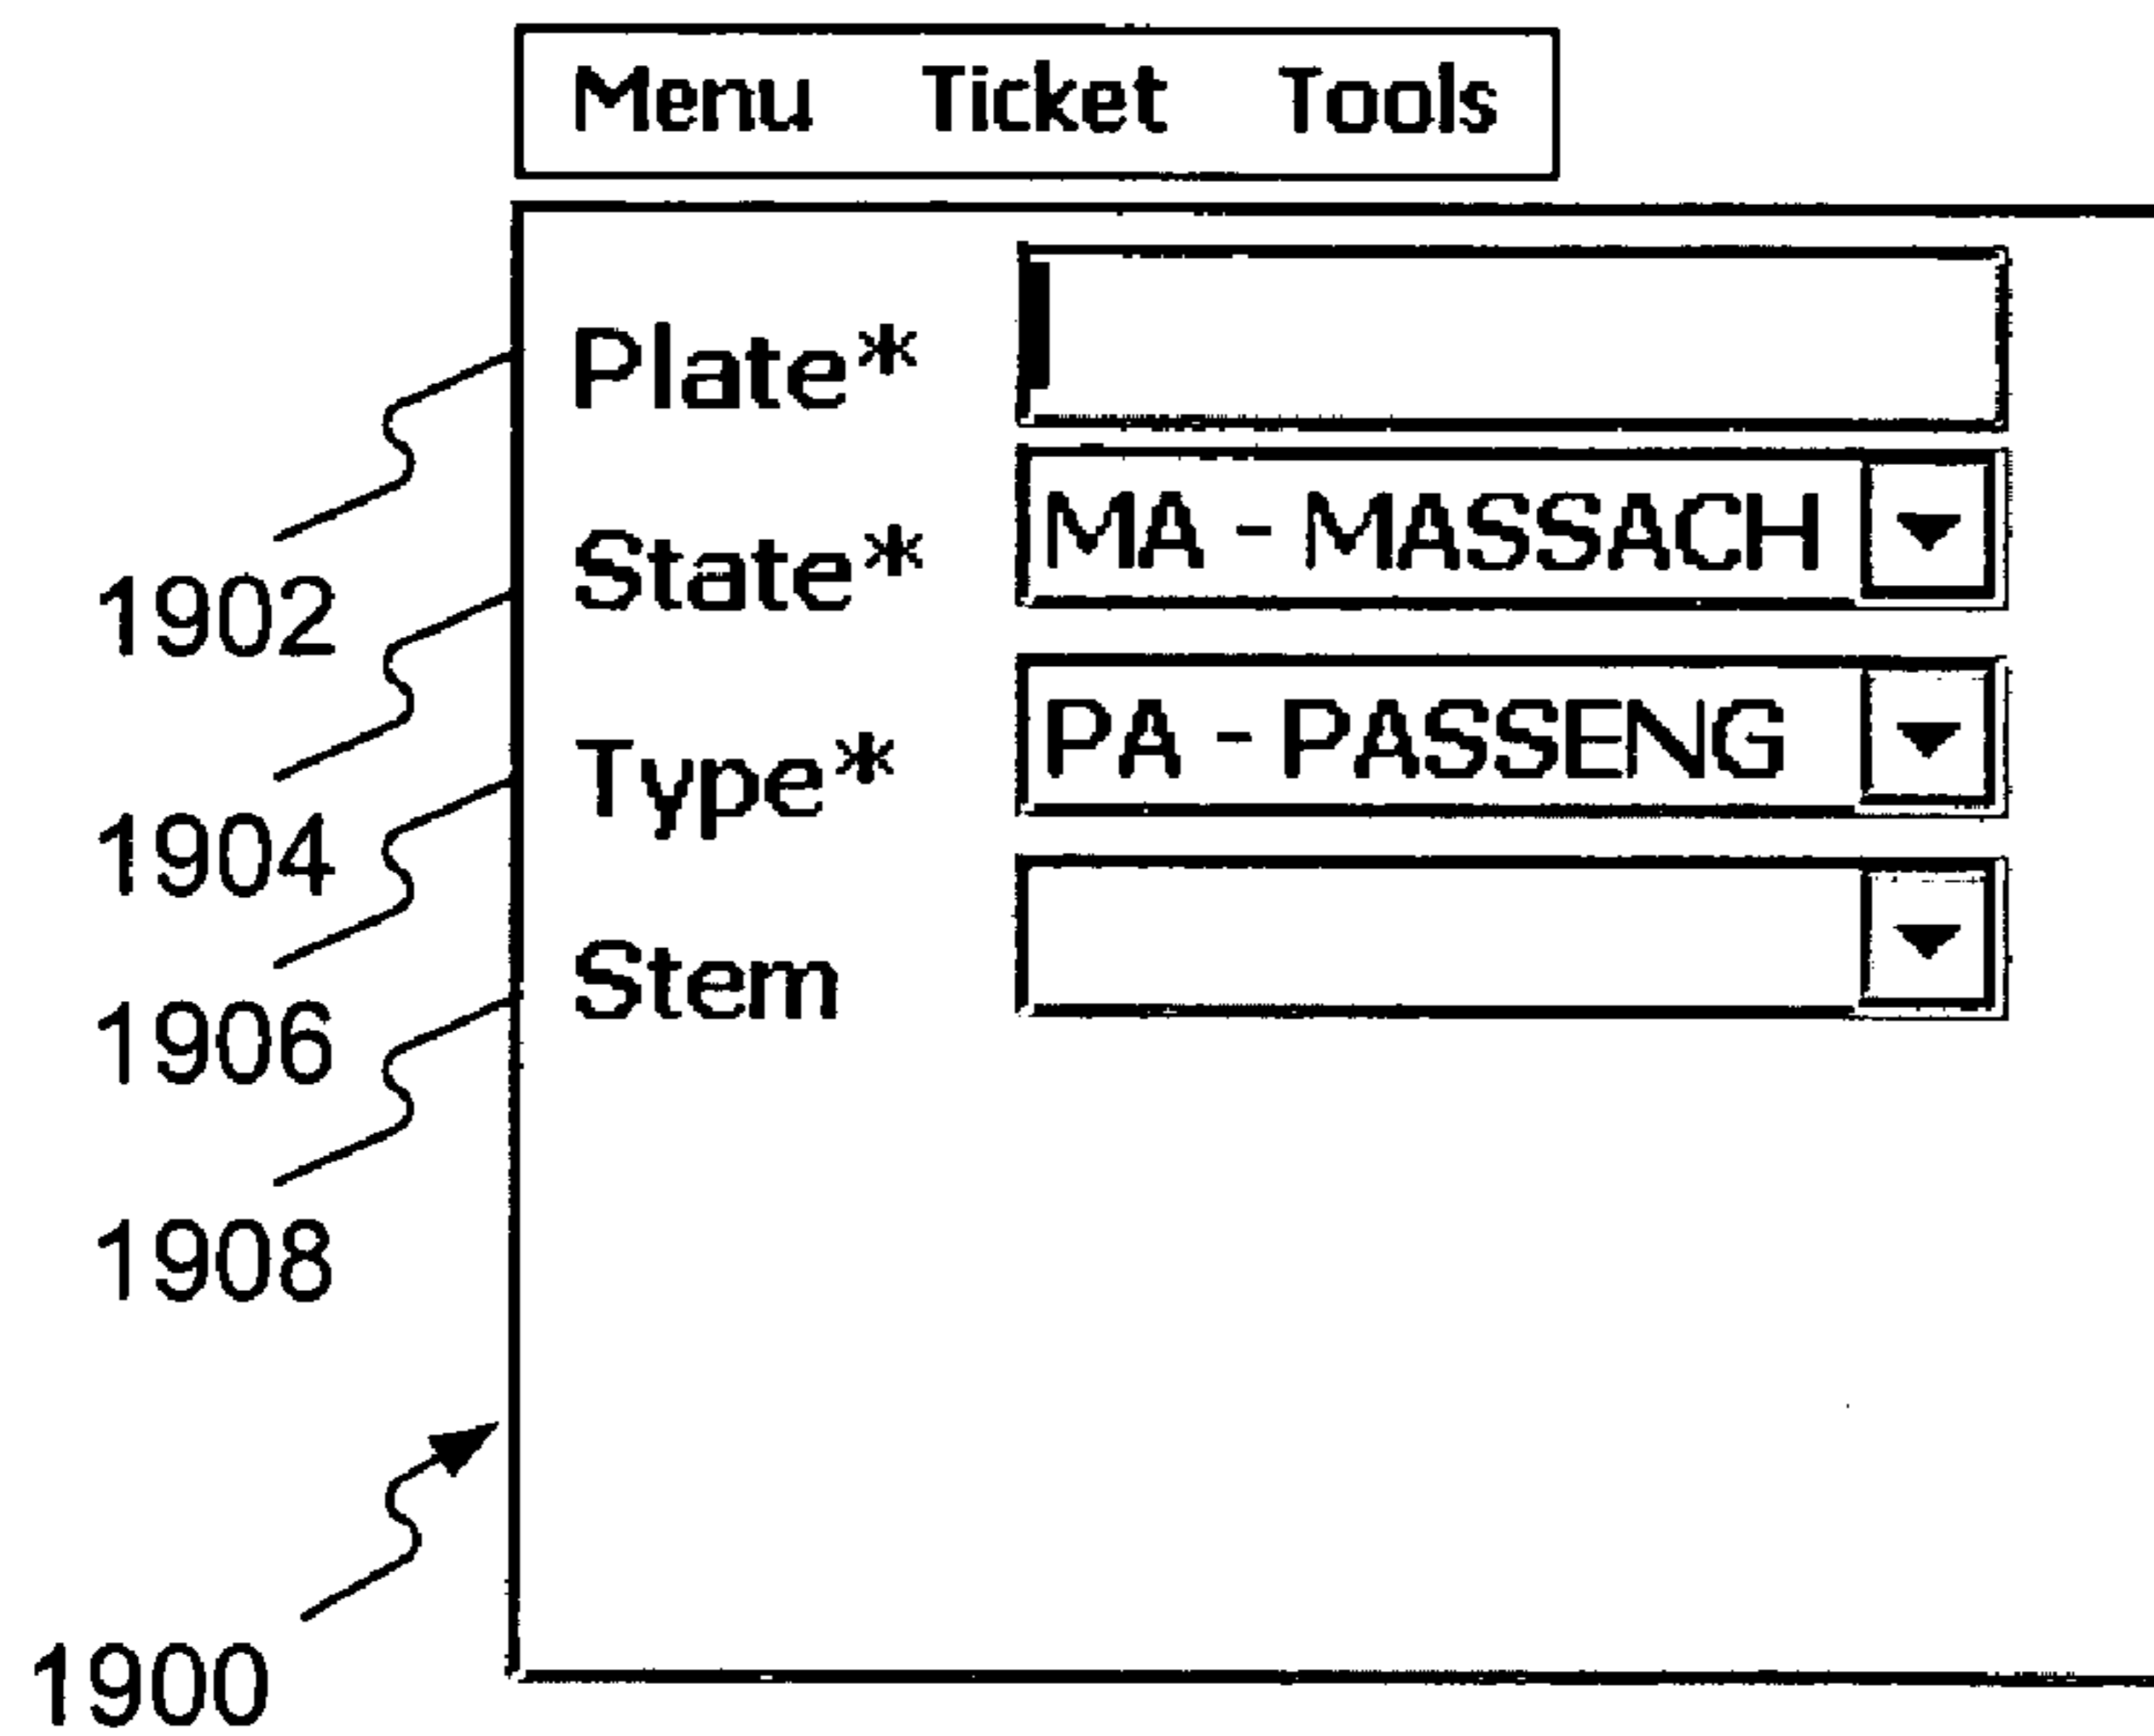 Menu Ticket Tools
Plate*
State* MA - MASSACH
1902
Type* PA - PASSENG
1904
Stem
1906
1908
1900